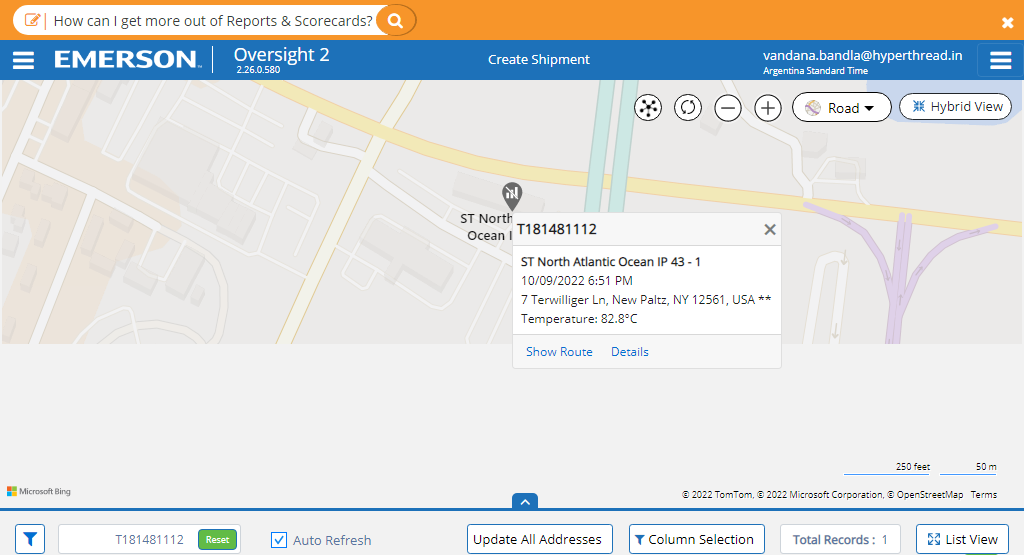 How can I get more out of Reports & Scorecards?
EMERSON
Oversight 2
2.26.0.580
Create Shipment
vandana.bandla@hyperthread.in
Argentina Standard Time
Road
Hybrid View
ST North
Ocean I
T181481112
ST North Atlantic Ocean IP 43 - 1
10/09/2022 6:51 PM
7 Terwilliger Ln, New Paltz, NY 12561, USA **
Temperature: 82.8°C
Show Route Details
250 feet 50 m
Microsoft Bing
© 2022 TomTom, © 2022 Microsoft Corporation, © OpenStreetMap Terms
T181481112 Reset
Auto Refresh
Update All Addresses
Column Selection
Total Records : 1
List View